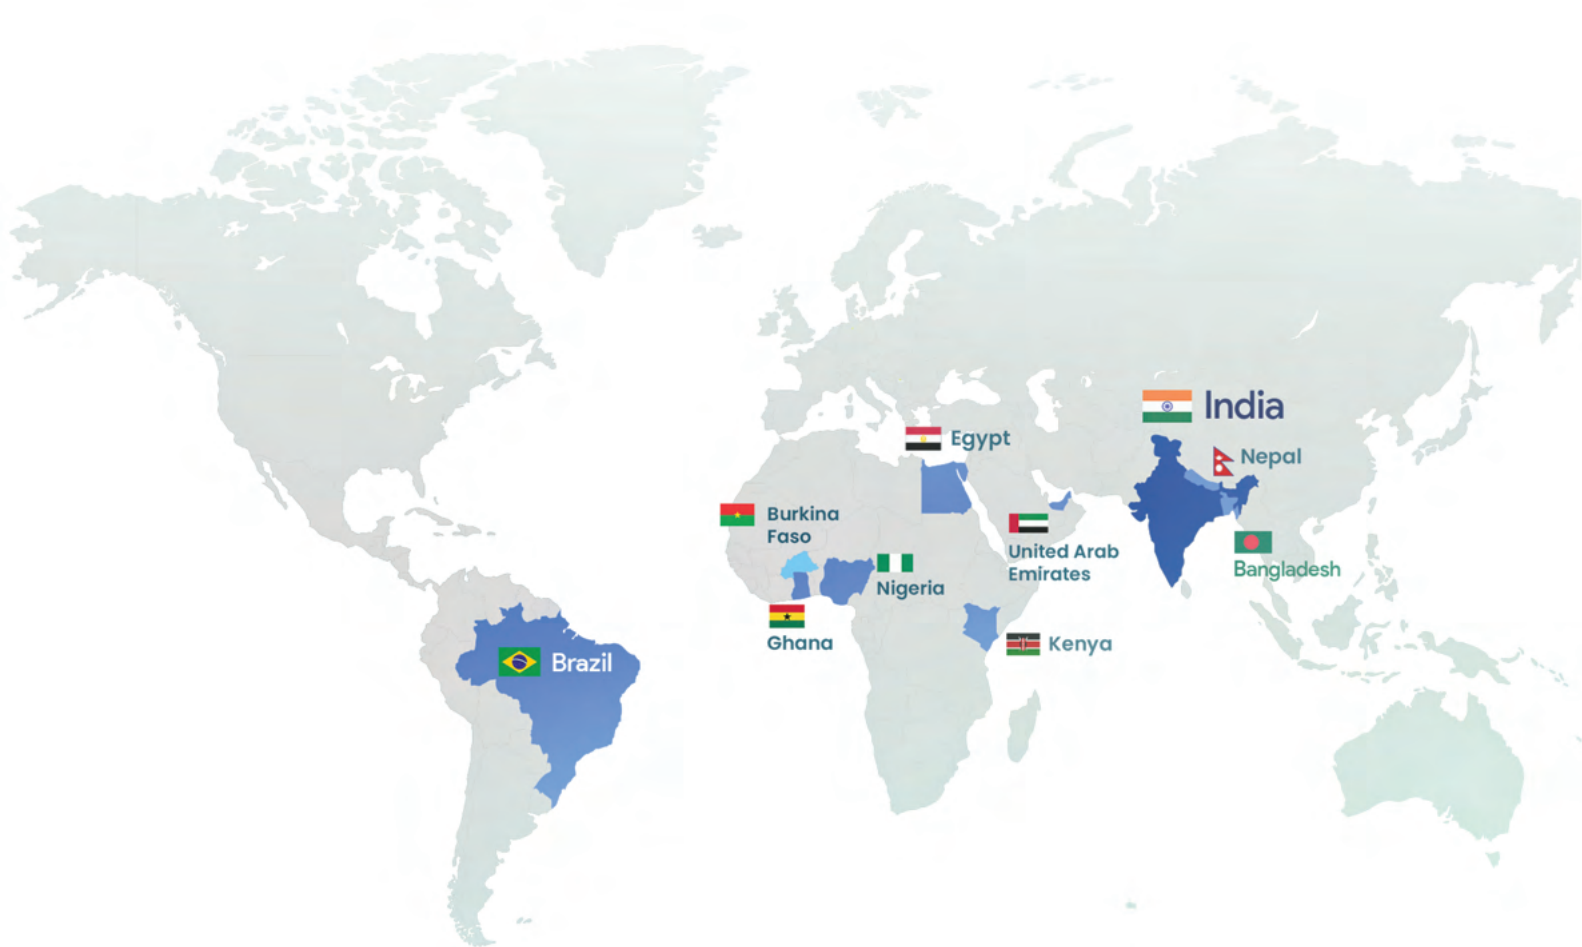 India
Egypt
Nepal
Burkina
Faso
United Arab
Emirates
Bangladesh
Nigeria
Ghana
Kenya
Brazil